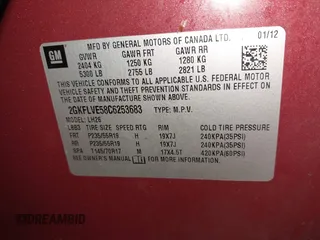 GM
MFD BY GENERAL MOTORS OF CANADA LTD. 01/12
GVWR GAWR FRT GAWR RR
2404 KG 1250 KG 1280 KG
5300 LB 2755 LB 2821 LB
THIS VEHICLE CONFORMS TO ALL APPLICABLE U.S. FEDERAL MOTOR
VEHICLE SAFETY AND THEFT PREVENTION STANDARDS IN EFFECT ON
THE DATE OF MANUFACTURE SHOWN ABOVE.
2GKFLVE58C6253683 TYPE: M.P.V.
MODEL: LH26
TIRE SIZE SPEED RTG RIM COLD TIRE PRESSURE
FRT P235/55R19 H 19X7J 240KPA(35PSI)
RR P235/55R19 H 19X7J 240KPA(35PSI)
SPA T145/70R17 M 17X4.5T 420KPA(60PSI)
SEE OWNER'S MANUAL FOR ADDITIONAL INFORMATION
DREAMBID